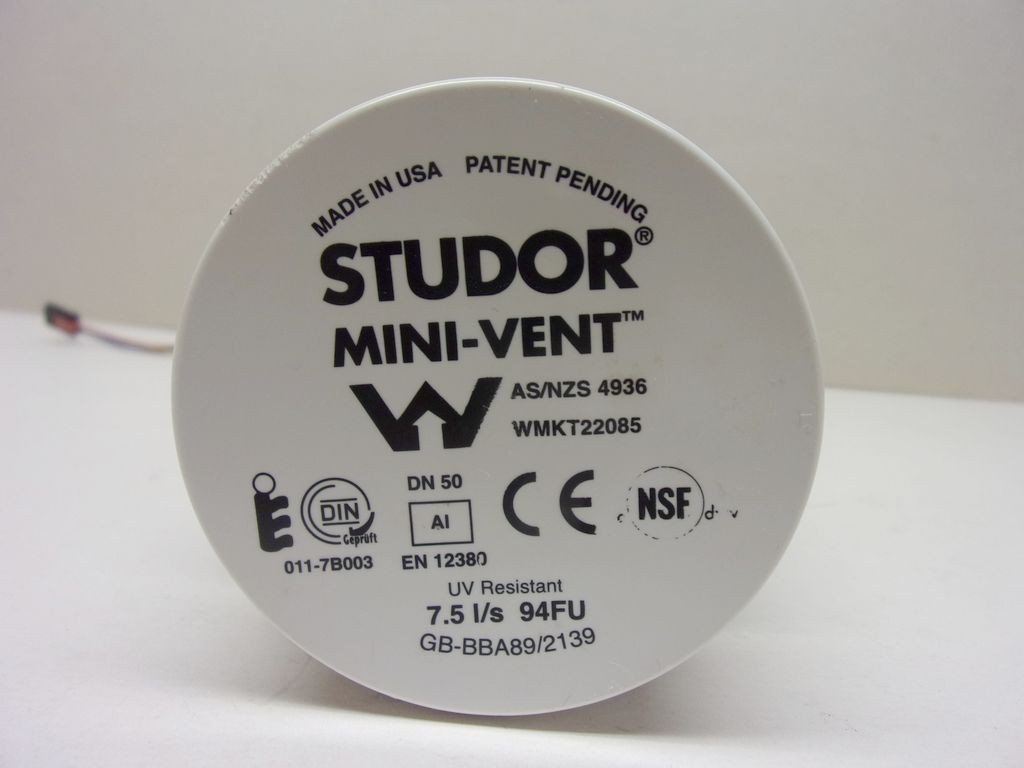 MADE IN USA PATENT PENDING
STUDOR®
MINI-VENT™
AS/NZS 4936
WMKT22085
DIN
Geprüft
011-7B003
DN 50
AI
EN 12380
CE
NSF
UV Resistant
7.5 l/s 94FU
GB-BBA89/2139